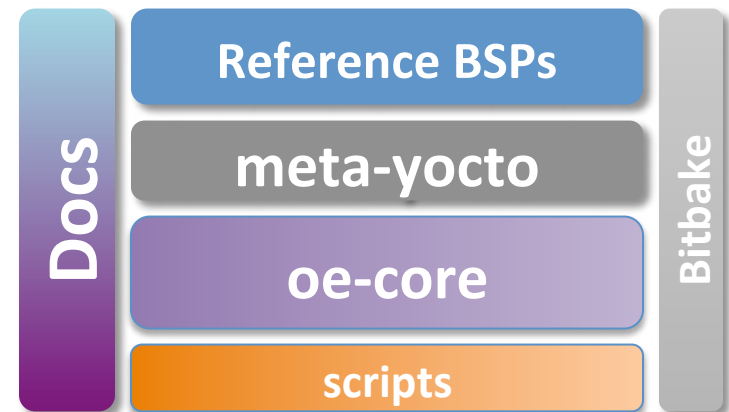 Docs
Reference BSPs
meta-yocto
oe-core
scripts
Bitbake